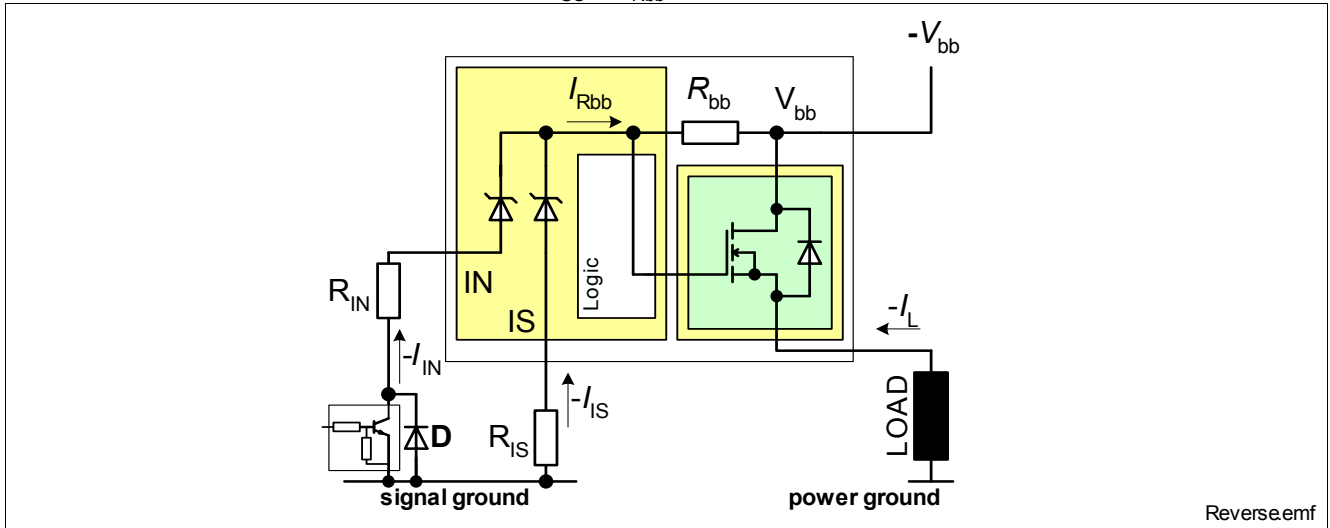 -Vbb
IRbb
Rbb
Vbb
Logic
IN
RIN
IS
-IL
-IIN
-IIS
LOAD
D
RIS
signal ground
power ground
Reverse.emf